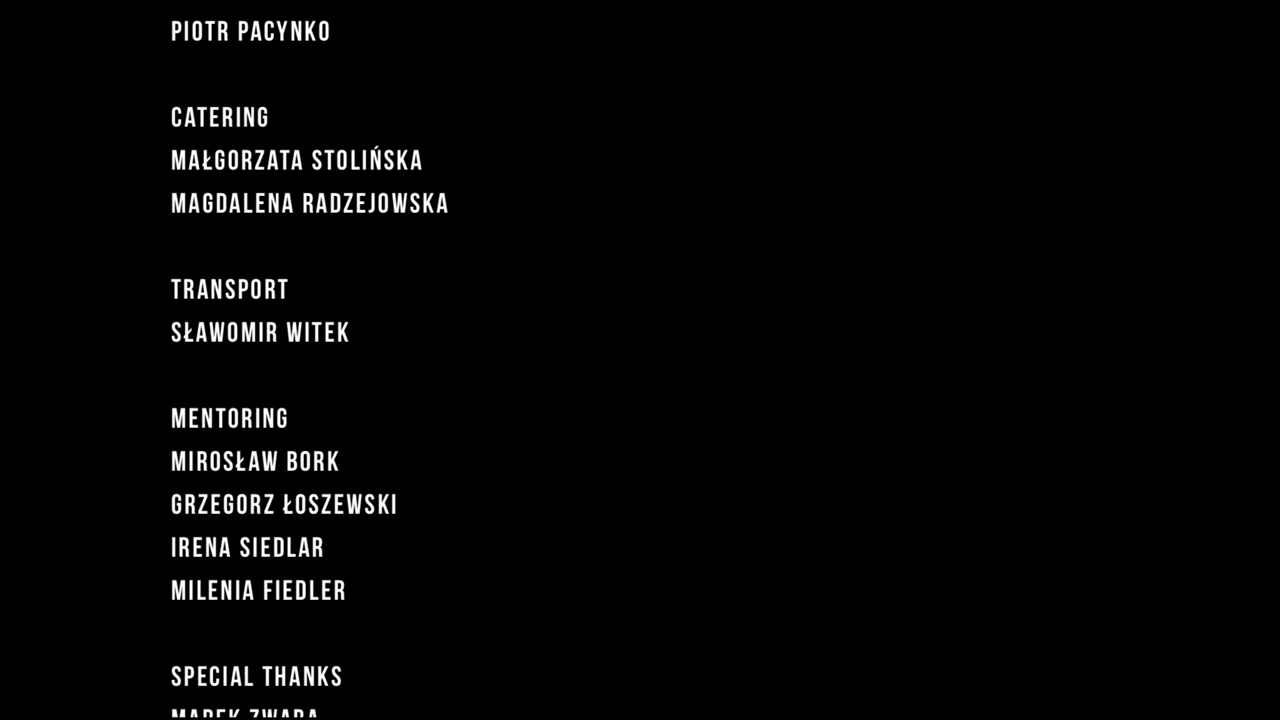 PIOTR PACYNKO
CATERING
MAŁGORZATA STOLIŃSKA
MAGDALENA RADZEJOWSKA
TRANSPORT
SŁAWOMIR WITEK
MENTORING
MIROSŁAW BORK
GRZEGORZ ŁOSZEWSKI
IRENA SIEDLAR
MILENIA FIEDLER
SPECIAL THANKS
MAREK